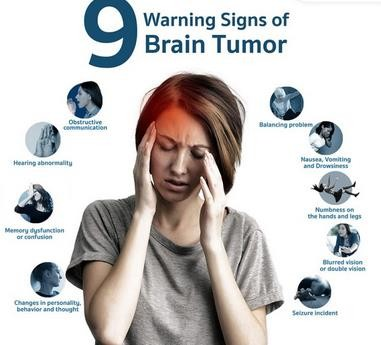 9 Warning Signs of
Brain Tumor
Obstructive
communication
Hearing abnormality
Memory dysfunction
or confusion
Changes in personality,
behavior and thought
Balancing problem
Nausea, Vomiting
and Drowsiness
Numbness on
the hands and legs
Blurred vision
or double vision
Seizure incident